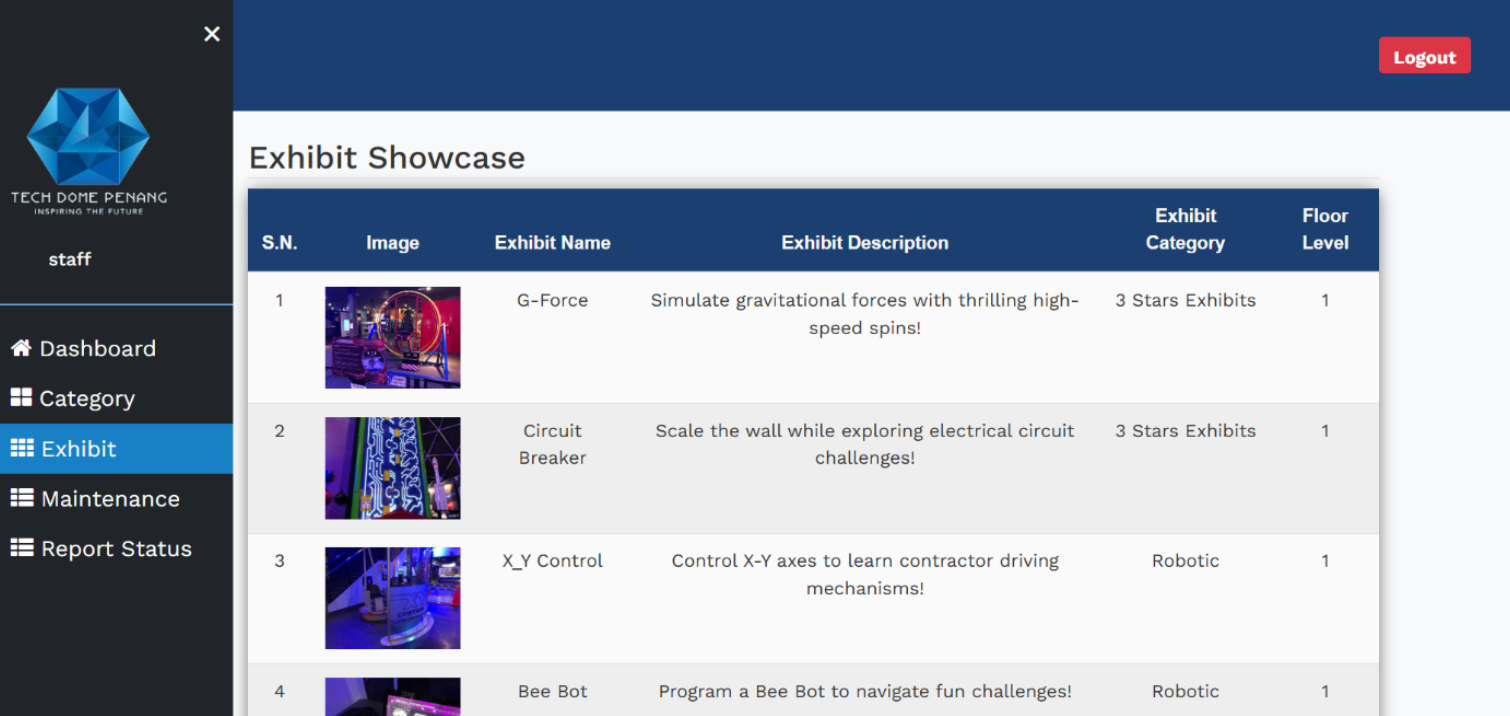 ×
Logout
TECH DOME PENANG
INSPIRING THE FUTURE
staff
Dashboard
Category
Exhibit
Maintenance
Report Status
Exhibit Showcase
S.N. Image Exhibit Name Exhibit Description Exhibit Category Floor Level
1 G-Force Simulate gravitational forces with thrilling high-
speed spins! 3 Stars Exhibits 1
2 Circuit
Breaker Scale the wall while exploring electrical circuit
challenges! 3 Stars Exhibits 1
3 X_Y Control Control X-Y axes to learn contractor driving
mechanisms! Robotic 1
4 Bee Bot Program a Bee Bot to navigate fun challenges! Robotic 1